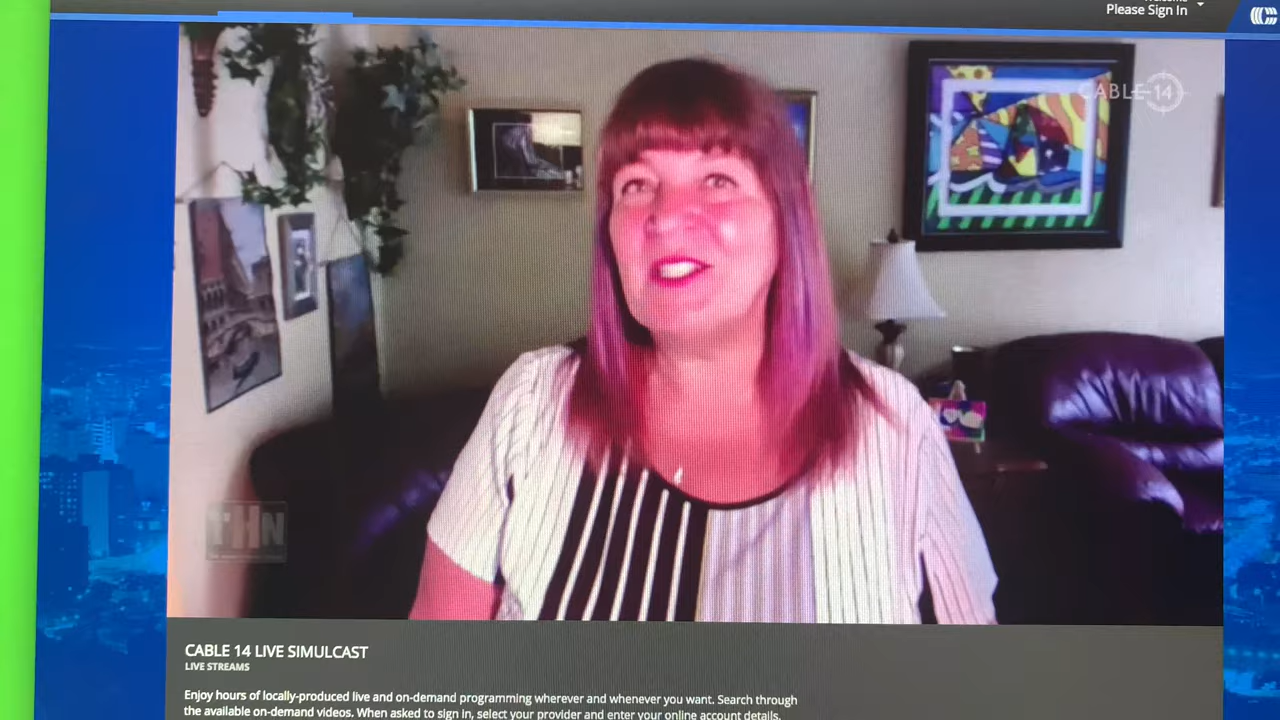 Please Sign In
CABLE 14
THN
CABLE 14 LIVE SIMULCAST
LIVE STREAMS
Enjoy hours of locally-produced live and on-demand programming wherever and whenever you want. Search through
the available on-demand videos. When asked to sign in, select your provider and enter your online account details.